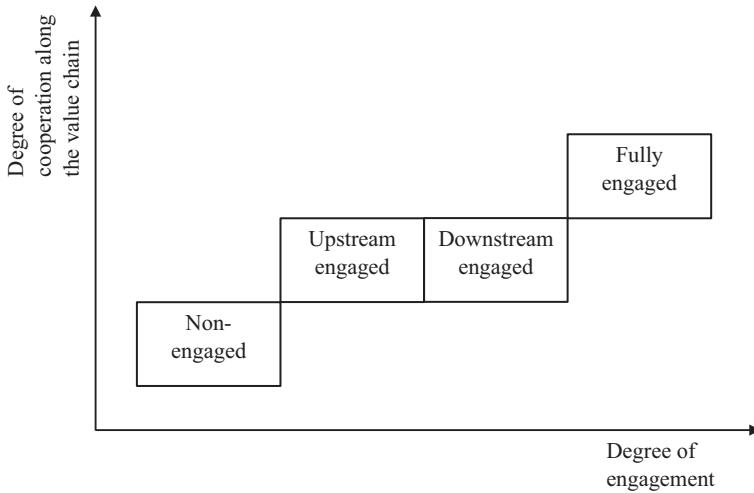 Degree of
cooperation along
the value chain
Fully
engaged
Upstream
engaged
Downstream
engaged
Non-
engaged
Degree of
engagement